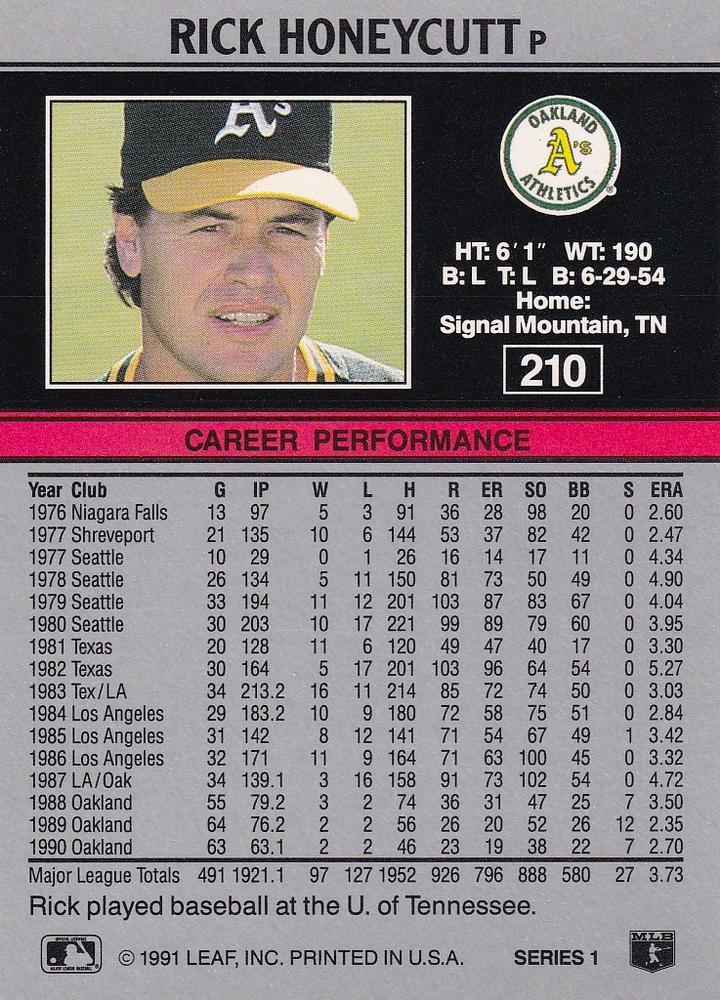 RICK HONEYCUTT P
A's
OAKLAND
A's
ATHLETICS
®
HT: 6′1″ WT: 190
B: L T: L B: 6-29-54
Home:
Signal Mountain, TN
210
CAREER PERFORMANCE
Year Club G IP W L H R ER SO BB S ERA
1976 Niagara Falls 13 97 5 3 91 36 28 98 20 0 2.60
1977 Shreveport 21 135 10 6 144 53 37 82 42 0 2.47
1977 Seattle 10 29 0 1 26 16 14 17 11 0 4.34
1978 Seattle 26 134 5 11 150 81 73 50 49 0 4.90
1979 Seattle 33 194 11 12 201 103 87 83 67 0 4.04
1980 Seattle 30 203 10 17 221 99 89 79 60 0 3.95
1981 Texas 20 128 11 6 120 49 47 40 17 0 3.30
1982 Texas 30 164 5 17 201 103 96 64 54 0 5.27
1983 Tex/LA 34 213.2 16 11 214 85 72 74 50 0 3.03
1984 Los Angeles 29 183.2 10 9 180 72 58 75 51 0 2.84
1985 Los Angeles 31 142 8 12 141 71 54 67 49 1 3.42
1986 Los Angeles 32 171 11 9 164 71 63 100 45 0 3.32
1987 LA/Oak 34 139.1 3 16 158 91 73 102 54 0 4.72
1988 Oakland 55 79.2 3 2 74 36 31 47 25 7 3.50
1989 Oakland 64 76.2 2 2 56 26 20 52 26 12 2.35
1990 Oakland 63 63.1 2 2 46 23 19 38 22 7 2.70
Major League Totals 491 1921.1 97 127 1952 926 796 888 580 27 3.73
Rick played baseball at the U. of Tennessee.
© 1991 LEAF, INC. PRINTED IN U.S.A. SERIES 1
MLB